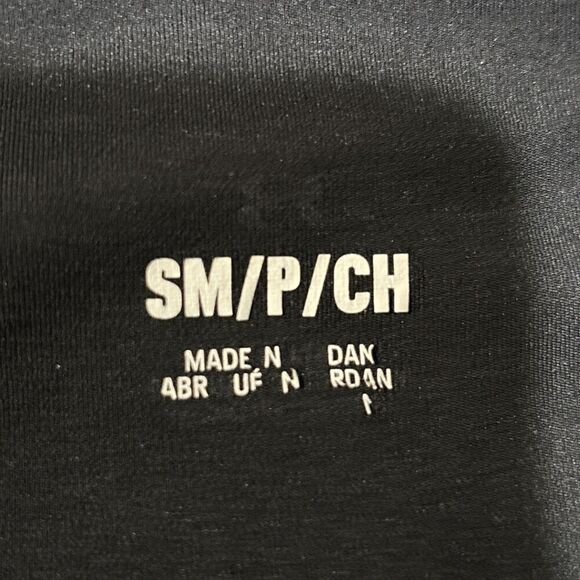 SM/P/CH
MADE N DAN
ABR UÉ N RDAN